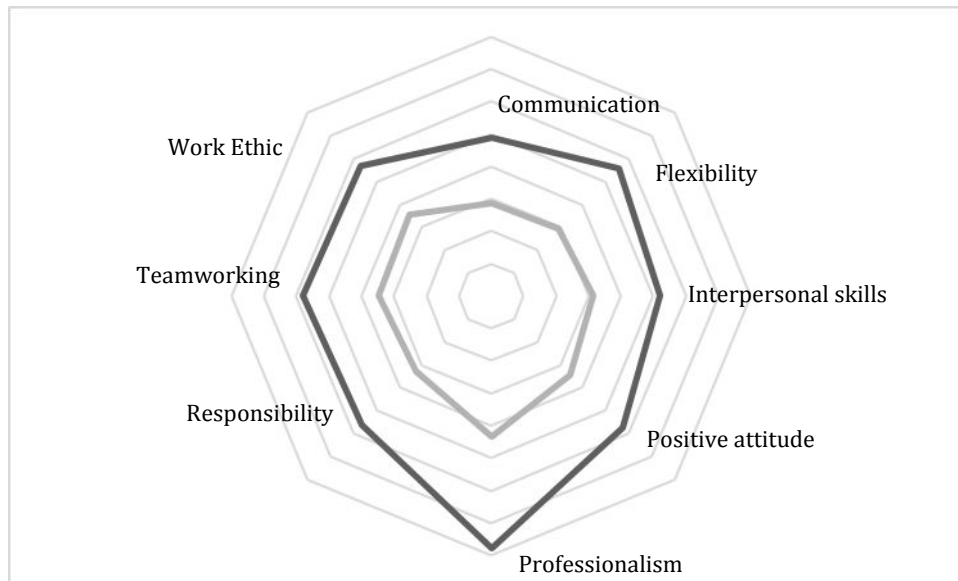 Communication
Work Ethic
Flexibility
Teamworking
Interpersonal skills
Responsibility
Positive attitude
Professionalism